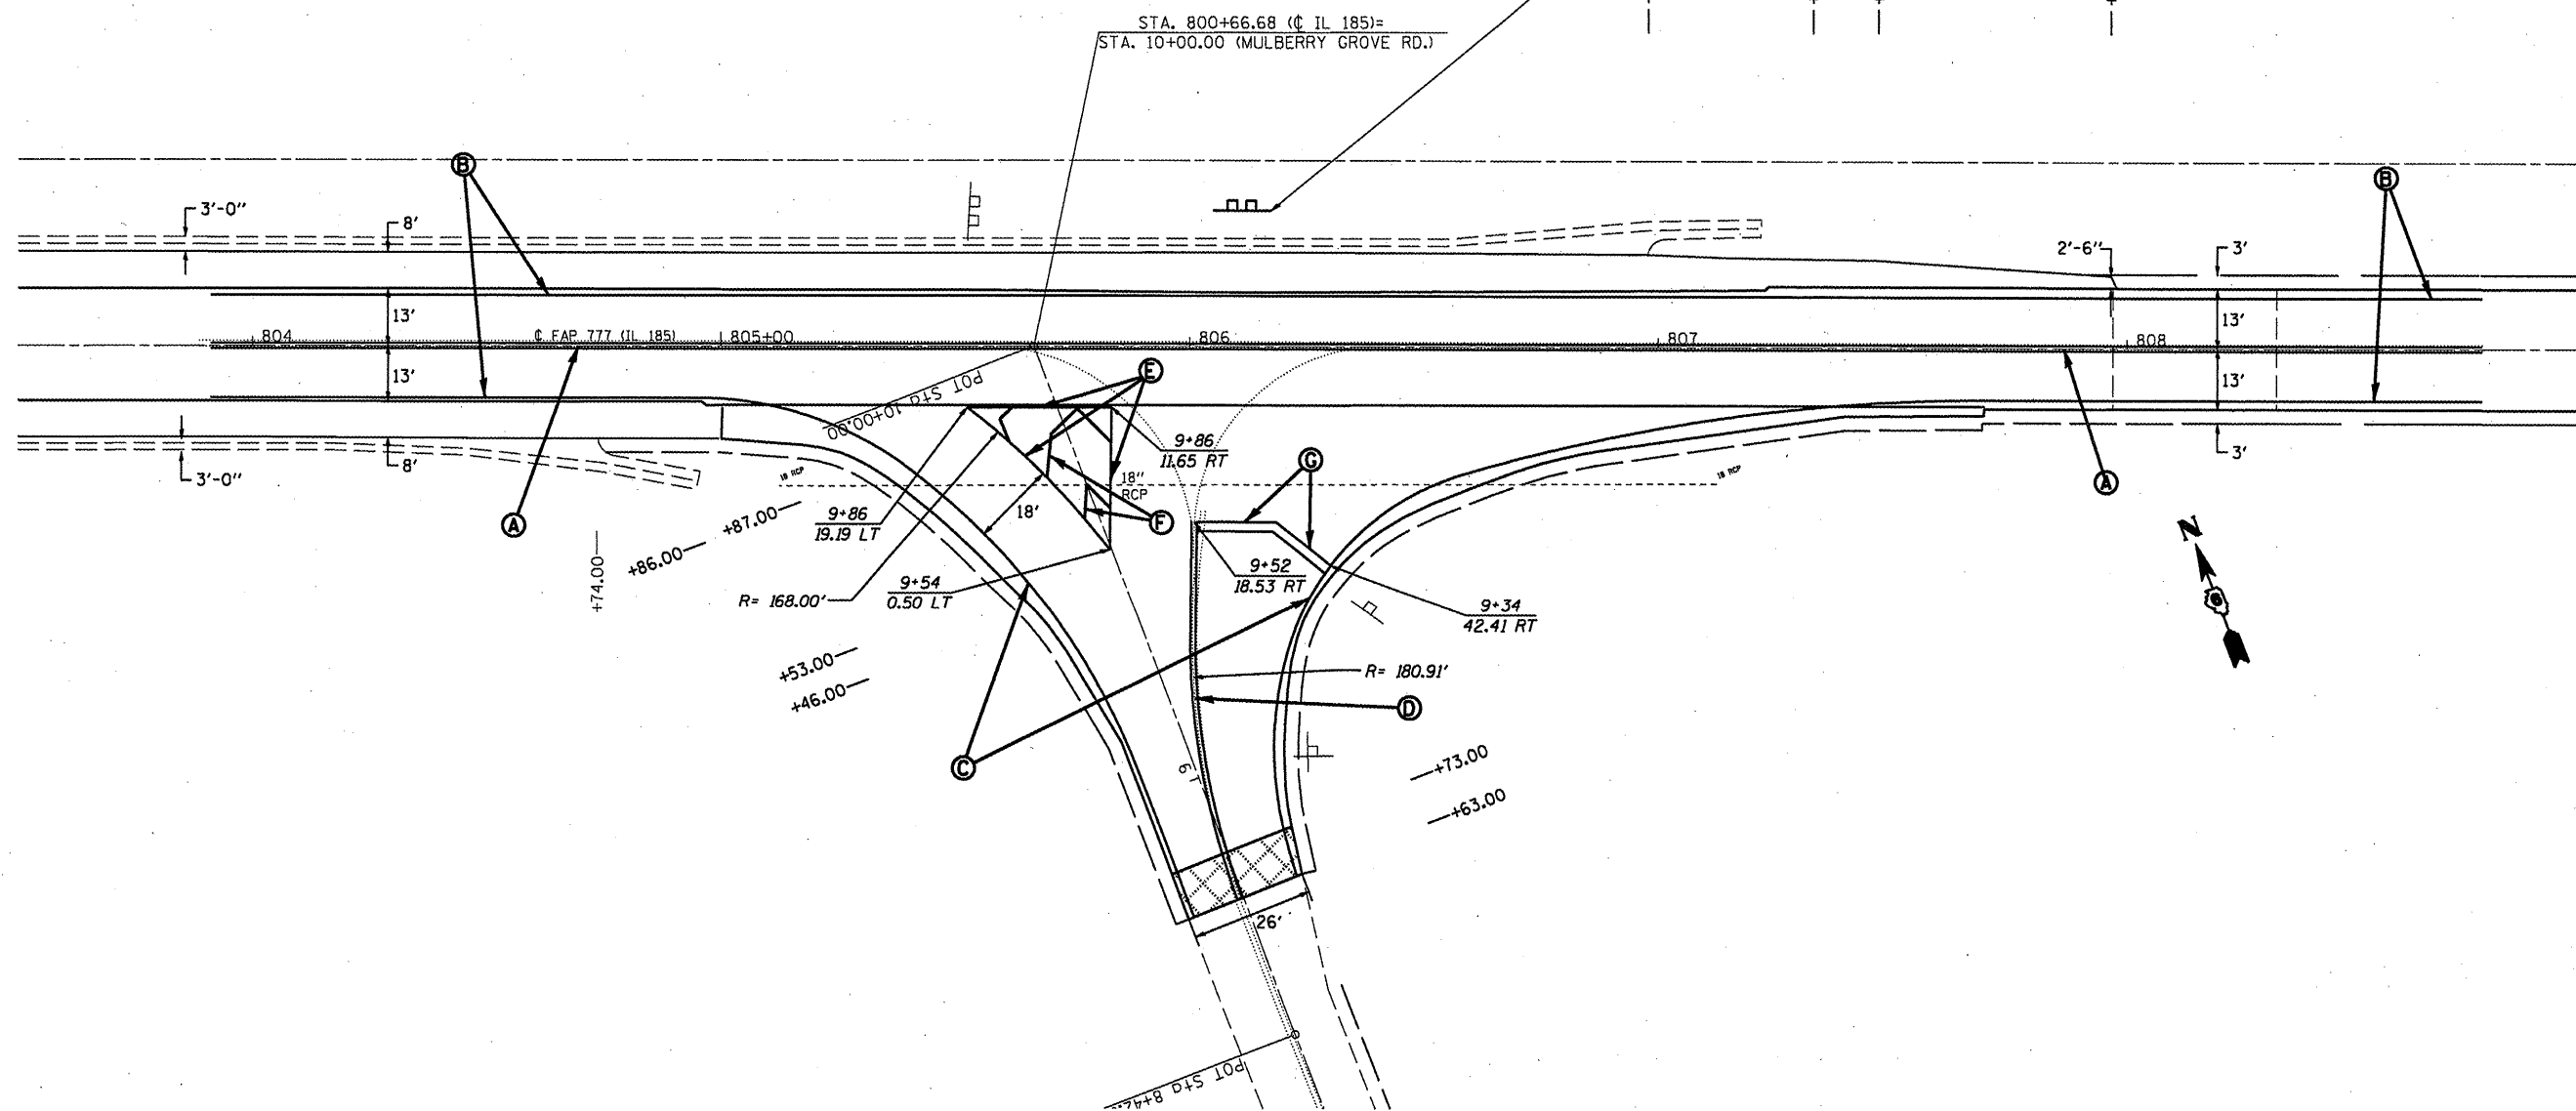 STA. 800+66.68 (℄ IL 185)=
STA. 10+00.00 (MULBERRY GROVE RD.)
B
B
3'-0"
8'
2'-6"
3'
13'
13'
804
℄ FAP 777 (IL 185)
805+00
806
807
808
13'
13'
POT Sta 10+00.00
E
9+86
11.65 RT
G
3'-0"
8'
3'
18 RCP
18"
RCP
18 RCP
A
A
F
18'
9+86
19.19 LT
+87.00
+86.00
+74.00
N
9+52
18.53 RT
9+54
0.50 LT
R= 168.00'
9+34
42.41 RT
6
+53.00
+46.00
R= 180.91'
D
C
+73.00
+63.00
26'
POT Sta 8+42.